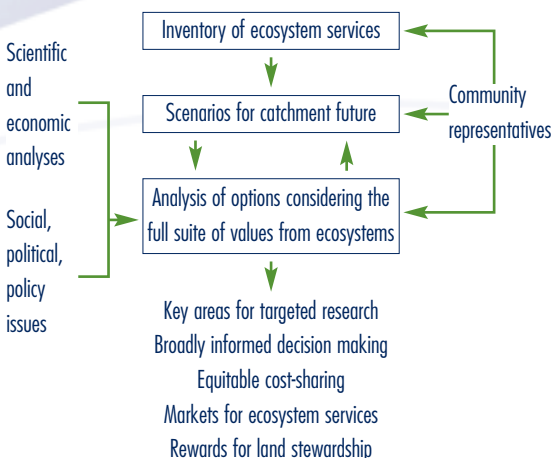 Inventory of ecosystem services
Scientific
and
economic
analyses
Scenarios for catchment future
Community
representatives
Analysis of options considering the
full suite of values from ecosystems
Social,
political,
policy
issues
Key areas for targeted research
Broadly informed decision making
Equitable cost-sharing
Markets for ecosystem services
Rewards for land stewardship